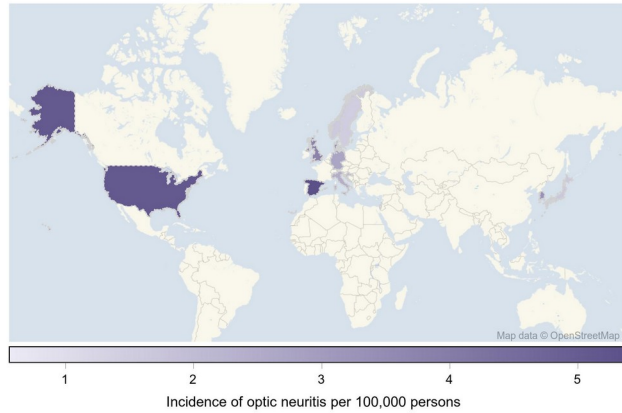 Map data © OpenStreetMap
1 2 3 4 5
Incidence of optic neuritis per 100,000 persons